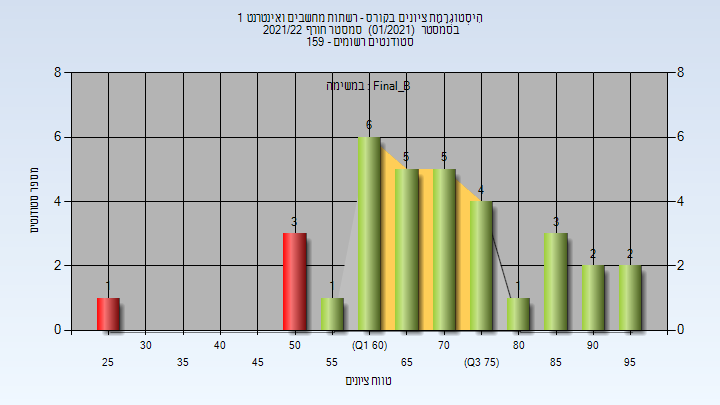 הִיסטוֹגרָמַת ציונים בקורס - רשתות מחשבים ואינטרנט 1
בסמסטר (01/2021) סמסטר חורף 2021/22
סטודנטים רשומים - 159
במשימה : Final_B
מספר סטודנטים
8 8
6 6
4 4
2 2
0 0
1 3 1 6 5 5 4 1 3 2 2
30 40 50 (Q1 60) 70 80 90
25 35 45 55 65 (Q3 75) 85 95
טווח ציונים